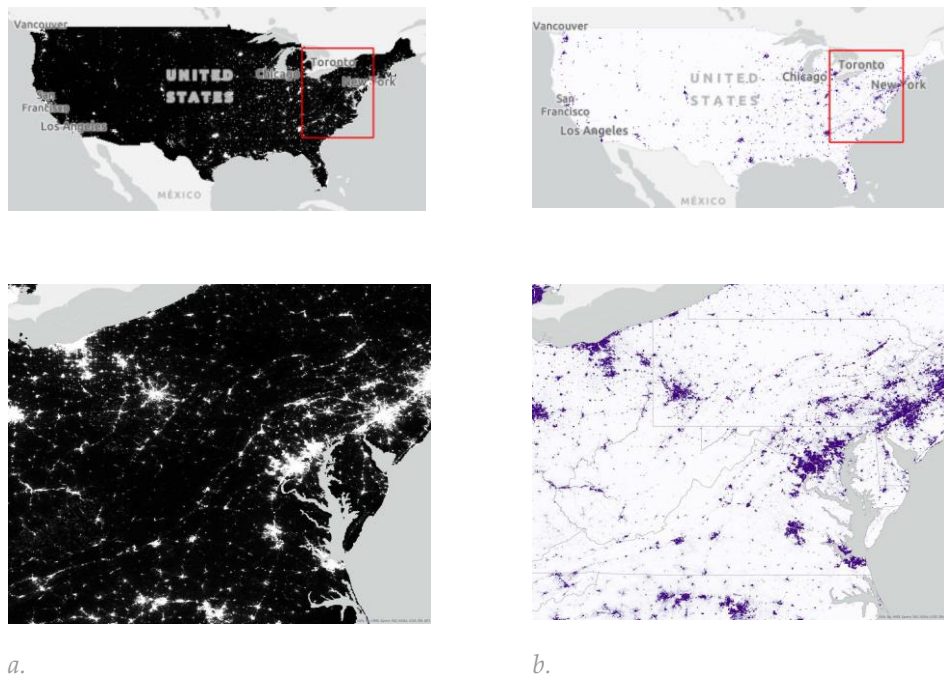 Vancouver
Toronto
Chicago
New York
UNITED
STATES
San
Francisco
Los Angeles
MÉXICO
Vancouver
Toronto
Chicago
New York
UNITED
STATES
San
Francisco
Los Angeles
MÉXICO
a.
b.